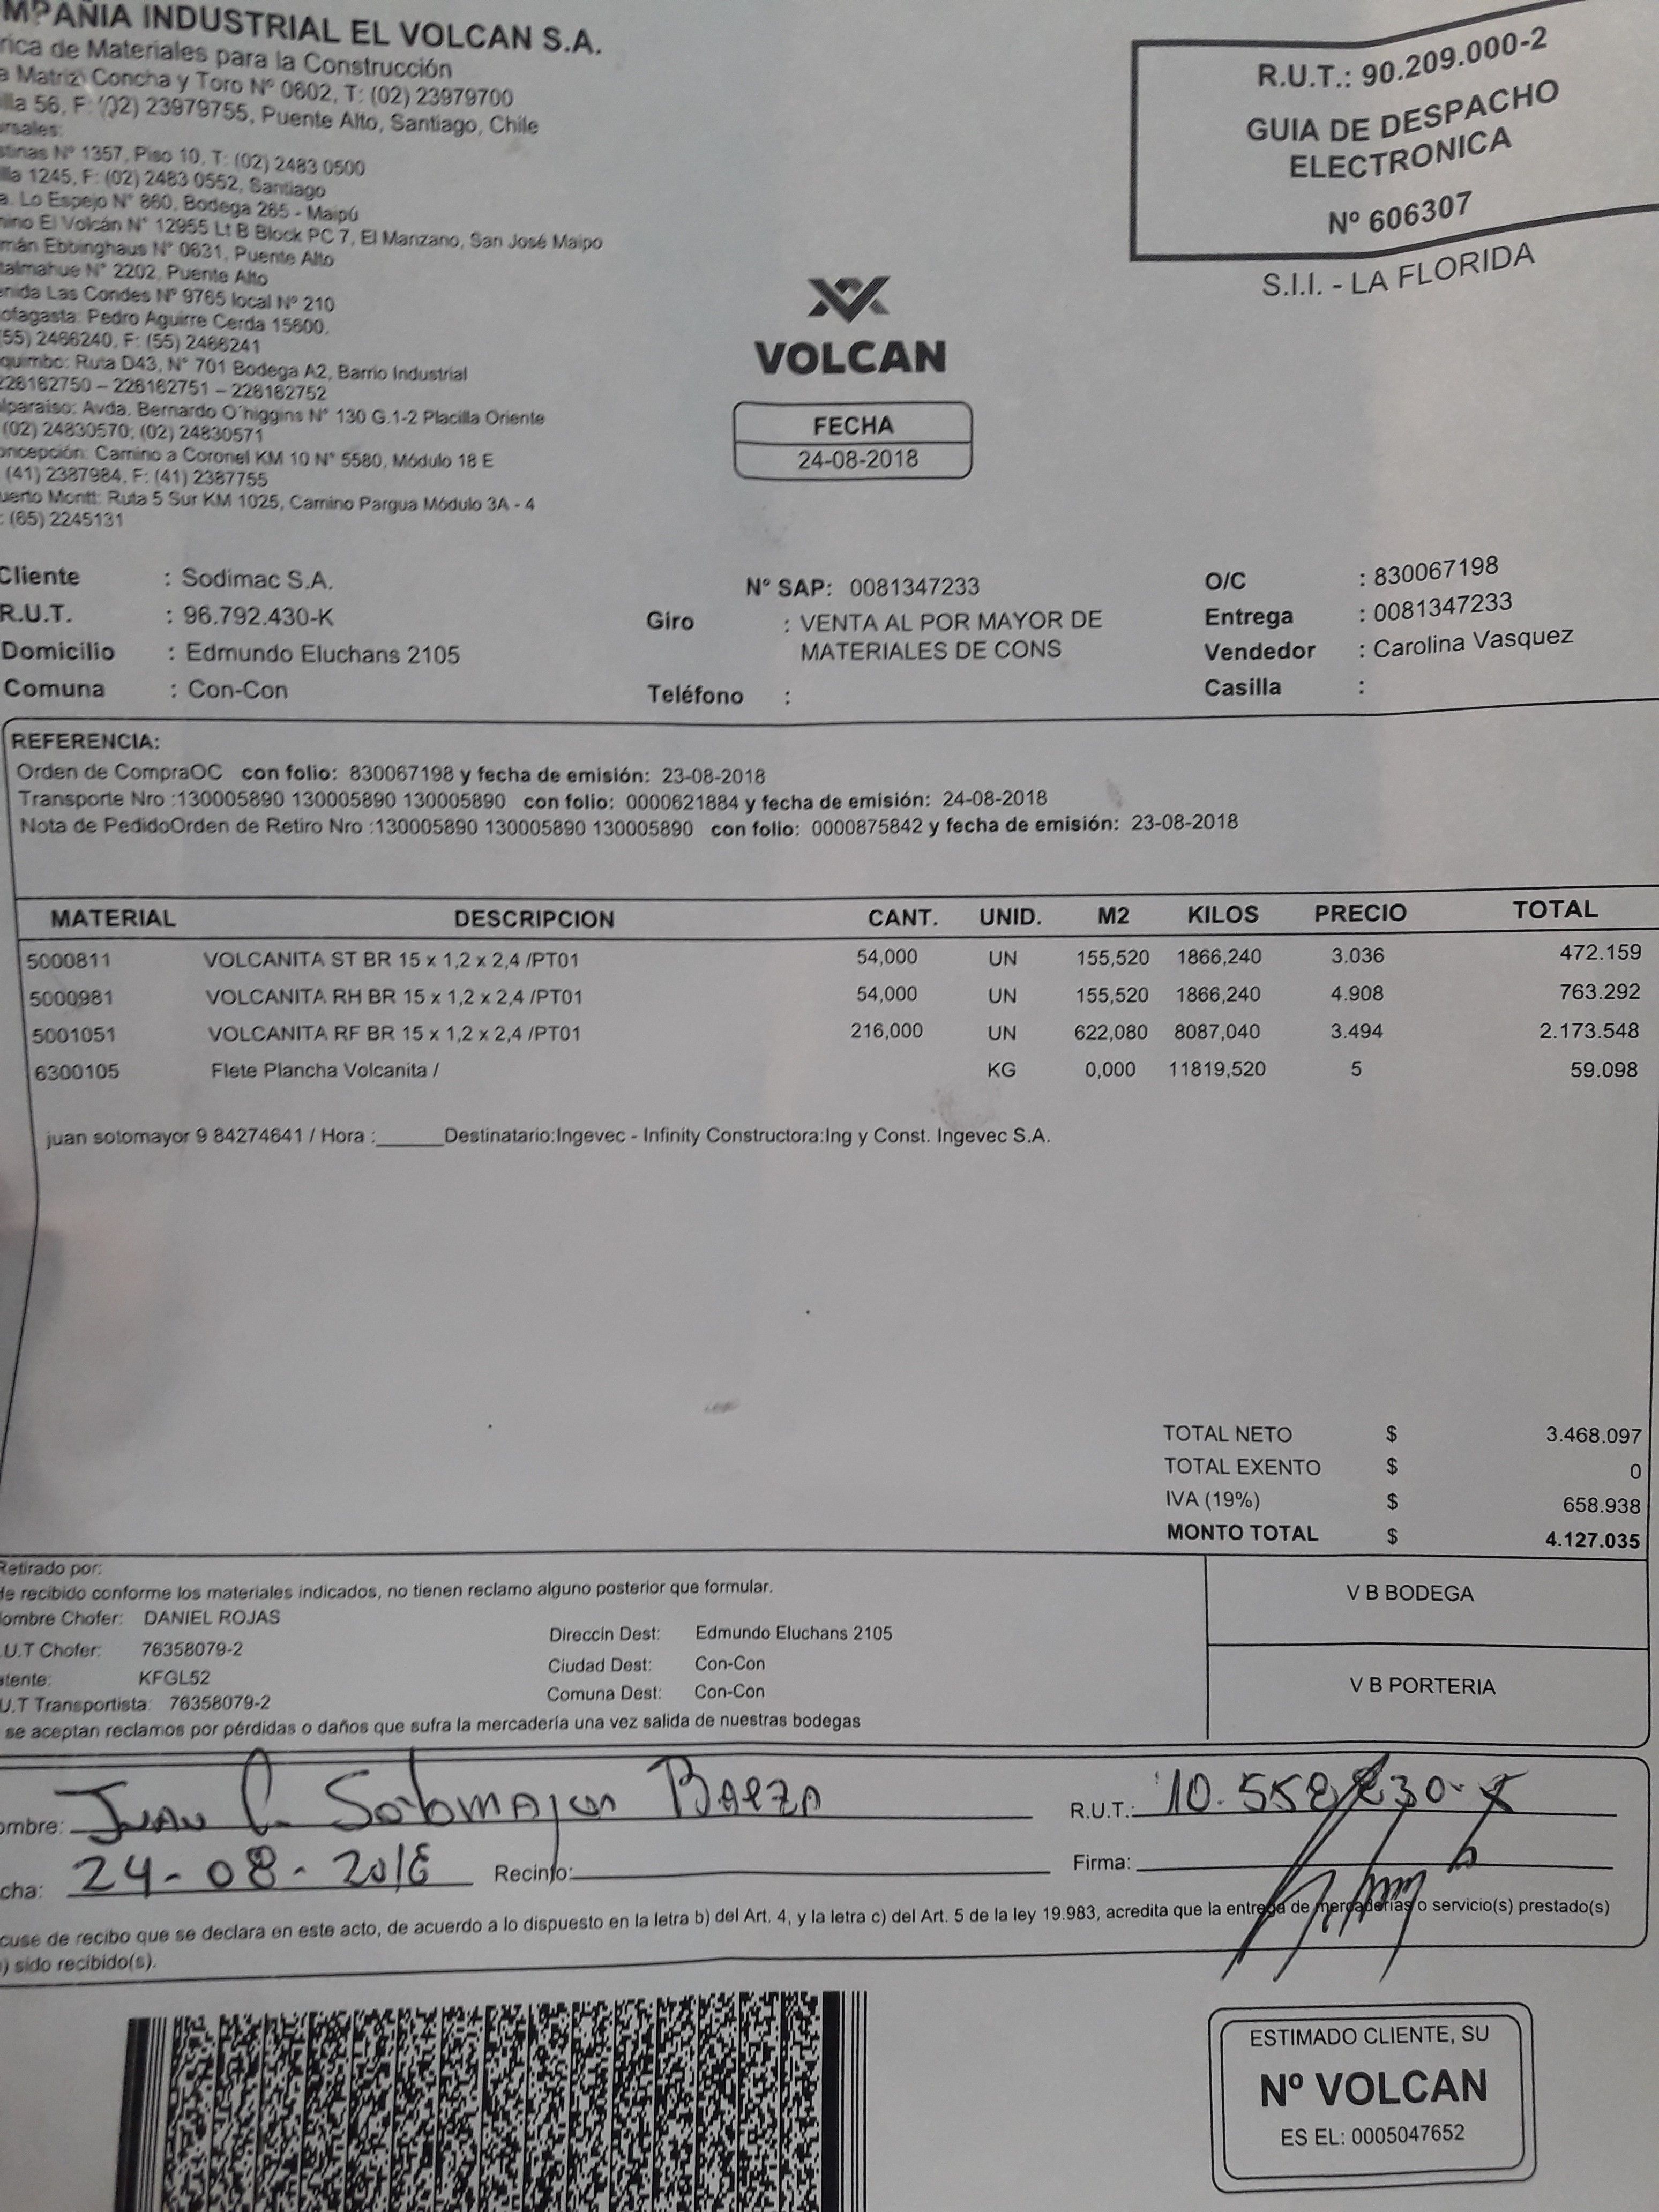 MPAÑIA INDUSTRIAL EL VOLCAN S.A.
rica de Materiales para la Construcción
a Matriz Concha y Toro Nº 0602, T: (02) 23979700
illa 56, F: (02) 23979755, Puente Alto, Santiago, Chile
ursales:
stinas Nº 1357, Piso 10, T: (02) 2483 0500
lla 1245, F: (02) 2483 0552, Santiago
a. Lo Espejo N° 860, Bodega 265 - Maipú
mino El Volcán N° 12955 Lt B Block PC 7, El Manzano, San José Maipo
mán Ebbinghaus N° 0631, Puente Alto
talmahue N° 2202, Puente Alto
enida Las Condes Nº 9765 local Nº 210
ofagasta: Pedro Aguirre Cerda 15600.
(55) 2466240, F: (55) 2466241
quimbo: Ruta D43, N° 701 Bodega A2, Barrio Industrial
226162750 – 226162751 – 226162752
lparaiso: Avda. Bernardo O´higgins N° 130 G.1-2 Placilla Oriente
(02) 24830570; (02) 24830571
oncepción: Camino a Coronel KM 10 N° 5580, Módulo 18 E
(41) 2387984, F: (41) 2387755
uerto Montt: Ruta 5 Sur KM 1025, Camino Pargua Módulo 3A - 4
: (65) 2245131
R.U.T.: 90.209.000-2
GUIA DE DESPACHO
ELECTRONICA
Nº 606307
S.I.I. - LA FLORIDA
VOLCAN
FECHA
24-08-2018
Cliente : Sodimac S.A. N° SAP: 0081347233 O/C : 830067198
R.U.T. : 96.792.430-K Giro : VENTA AL POR MAYOR DE Entrega : 0081347233
Domicilio : Edmundo Eluchans 2105 MATERIALES DE CONS Vendedor : Carolina Vasquez
Comuna : Con-Con Teléfono : Casilla :
REFERENCIA:
Orden de CompraOC con folio: 830067198 y fecha de emisión: 23-08-2018
Transporte Nro :130005890 130005890 130005890 con folio: 0000621884 y fecha de emisión: 24-08-2018
Nota de PedidoOrden de Retiro Nro :130005890 130005890 130005890 con folio: 0000875842 y fecha de emisión: 23-08-2018
MATERIAL DESCRIPCION CANT. UNID. M2 KILOS PRECIO TOTAL
5000811 VOLCANITA ST BR 15 x 1,2 x 2,4 /PT01 54,000 UN 155,520 1866,240 3.036 472.159
5000981 VOLCANITA RH BR 15 x 1,2 x 2,4 /PT01 54,000 UN 155,520 1866,240 4.908 763.292
5001051 VOLCANITA RF BR 15 x 1,2 x 2,4 /PT01 216,000 UN 622,080 8087,040 3.494 2.173.548
6300105 Flete Plancha Volcanita / KG 0,000 11819,520 5 59.098
juan sotomayor 9 84274641 / Hora :______Destinatario:Ingevec - Infinity Constructora:Ing y Const. Ingevec S.A.
TOTAL NETO $ 3.468.097
TOTAL EXENTO $ 0
IVA (19%) $ 658.938
MONTO TOTAL $ 4.127.035
Retirado por:
de recibido conforme los materiales indicados, no tienen reclamo alguno posterior que formular.
Nombre Chofer: DANIEL ROJAS
.U.T Chofer: 76358079-2 Direccin Dest: Edmundo Eluchans 2105
atente: KFGL52 Ciudad Dest: Con-Con
.U.T Transportista: 76358079-2 Comuna Dest: Con-Con
se aceptan reclamos por pérdidas o daños que sufra la mercadería una vez salida de nuestras bodegas
V B BODEGA
V B PORTERIA
ombre: Juan C. Sotomayor Baeza R.U.T.: 10.558.830-
cha: 24-08-2018 Recinto: Firma:
cuse de recibo que se declara en este acto, de acuerdo a lo dispuesto en la letra b) del Art. 4, y la letra c) del Art. 5 de la ley 19.983, acredita que la entrega de mercaderías o servicio(s) prestado(s)
) sido recibido(s).
ESTIMADO CLIENTE, SU
Nº VOLCAN
ES EL: 0005047652